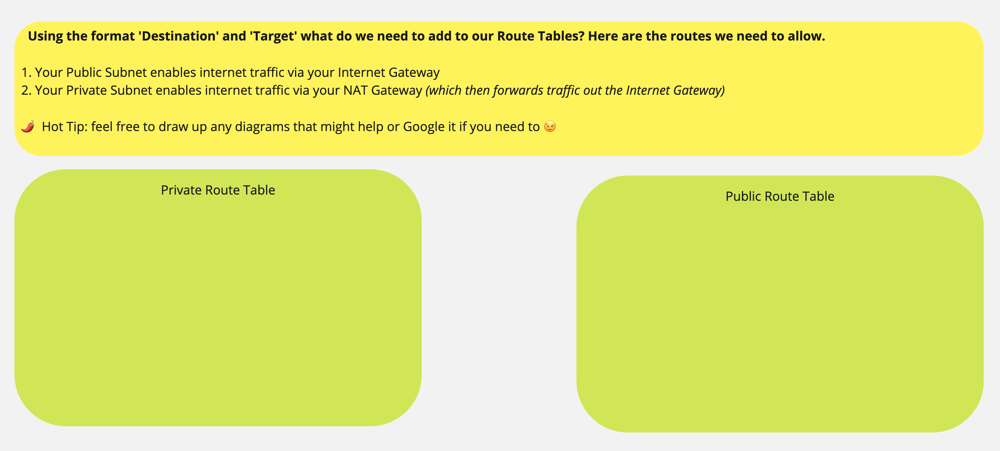 Using the format 'Destination' and 'Target' what do we need to add to our Route Tables? Here are the routes we need to allow.
1. Your Public Subnet enables internet traffic via your Internet Gateway
2. Your Private Subnet enables internet traffic via your NAT Gateway (which then forwards traffic out the Internet Gateway)
🌶️ Hot Tip: feel free to draw up any diagrams that might help or Google it if you need to 😉
Private Route Table
Public Route Table